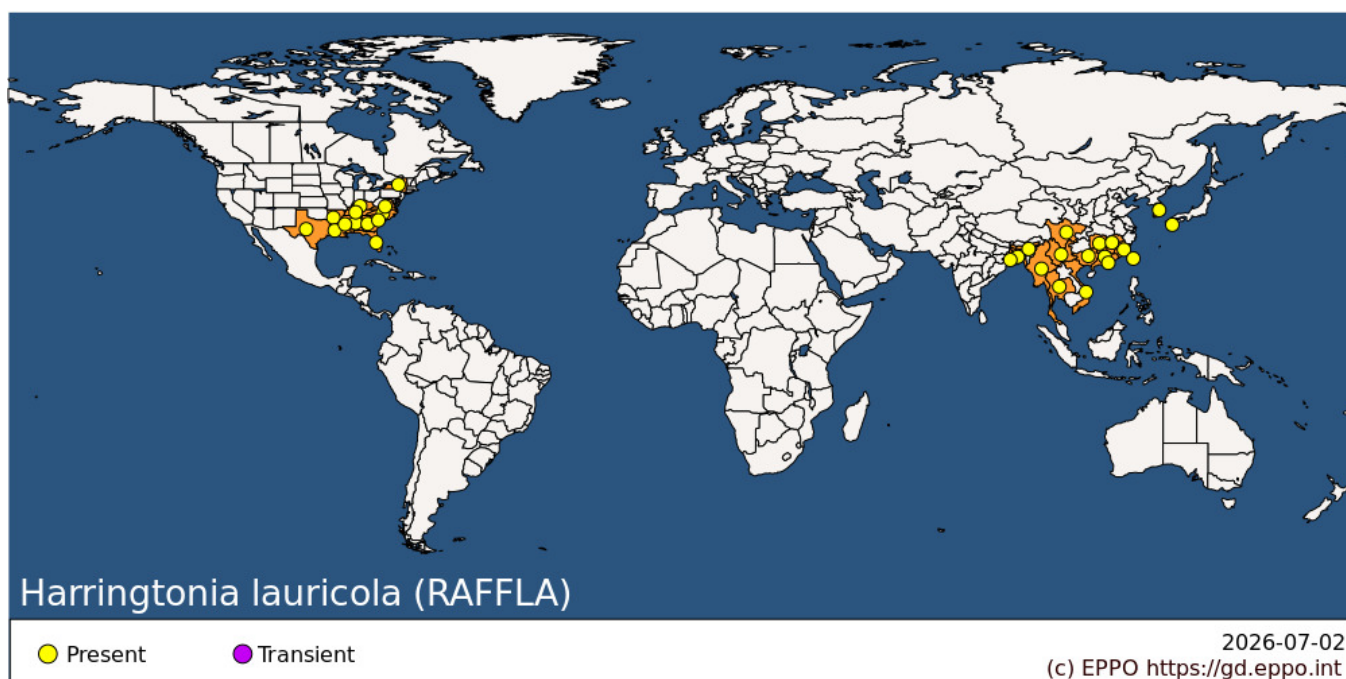 Harringtonia lauricola (RAFFLA)
Present
Transient
2026-07-02
(c) EPPO https://gd.eppo.int